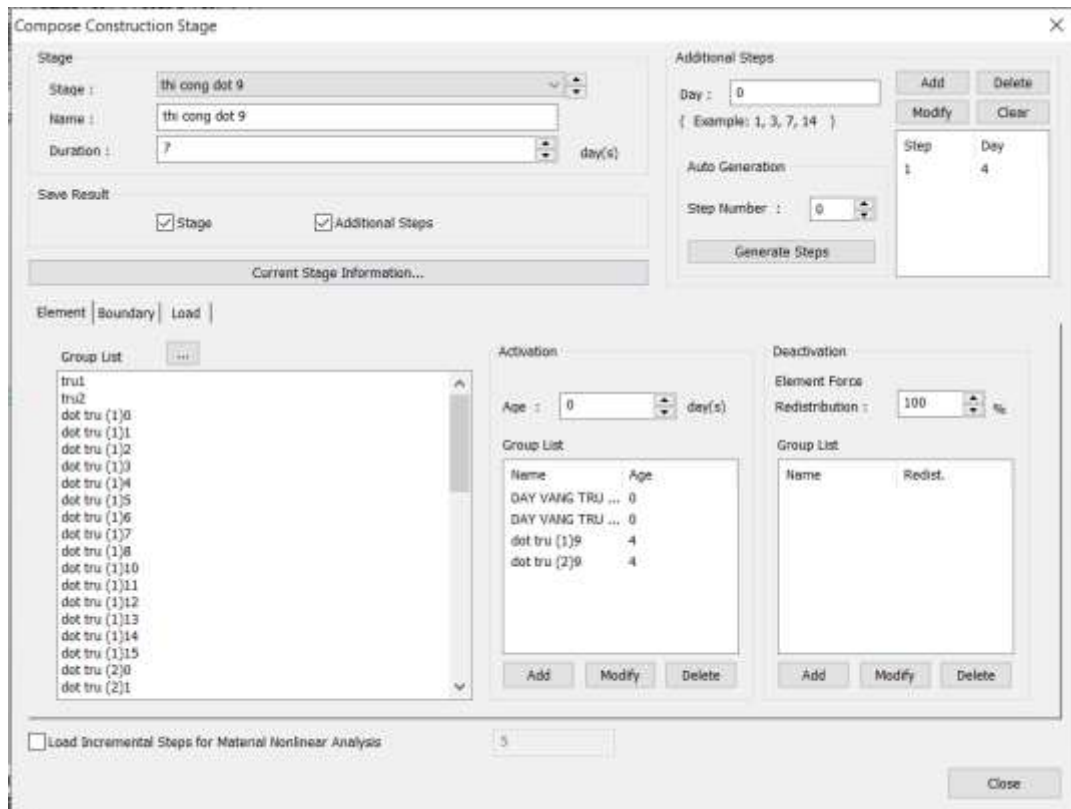 Compose Construction Stage
Stage
Stage :
thi cong dot 9
Name :
thi cong dot 9
Duration :
7
day(s)
Save Result
Stage
Additional Steps
Current Stage Information...
Additional Steps
Day :
0
( Example: 1, 3, 7, 14 )
Auto Generation
Step Number :
0
Generate Steps
Add
Delete
Modify
Clear
Step Day
1 4
Element
Boundary
Load
Group List
...
tru1
tru2
dot tru (1)0
dot tru (1)1
dot tru (1)2
dot tru (1)3
dot tru (1)4
dot tru (1)5
dot tru (1)6
dot tru (1)7
dot tru (1)8
dot tru (1)10
dot tru (1)11
dot tru (1)12
dot tru (1)13
dot tru (1)14
dot tru (1)15
dot tru (2)0
dot tru (2)1
Activation
Age :
0
day(s)
Group List
Name Age
DAY VANG TRU ... 0
DAY VANG TRU ... 0
dot tru (1)9 4
dot tru (2)9 4
Add
Modify
Delete
Deactivation
Element Force
Redistribution :
100
%
Group List
Name Redist.
Add
Modify
Delete
Load Incremental Steps for Material Nonlinear Analysis
5
Close